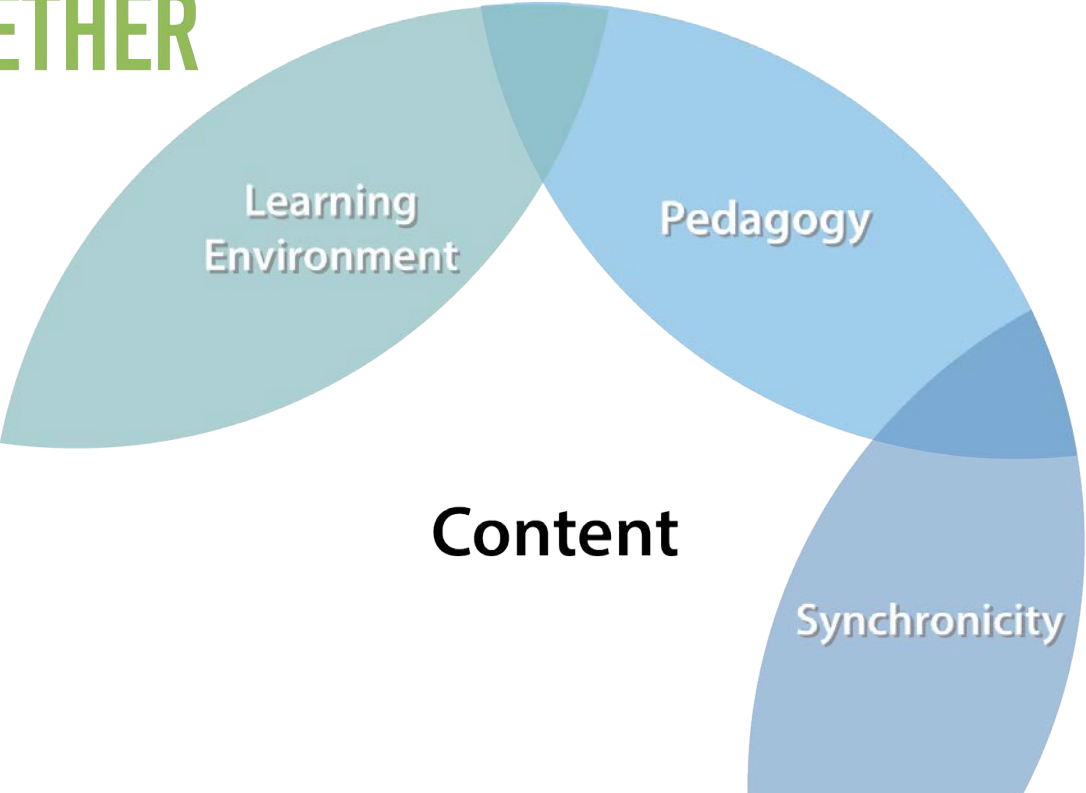 ETHER
Learning
Environment
Pedagogy
Content
Synchronicity